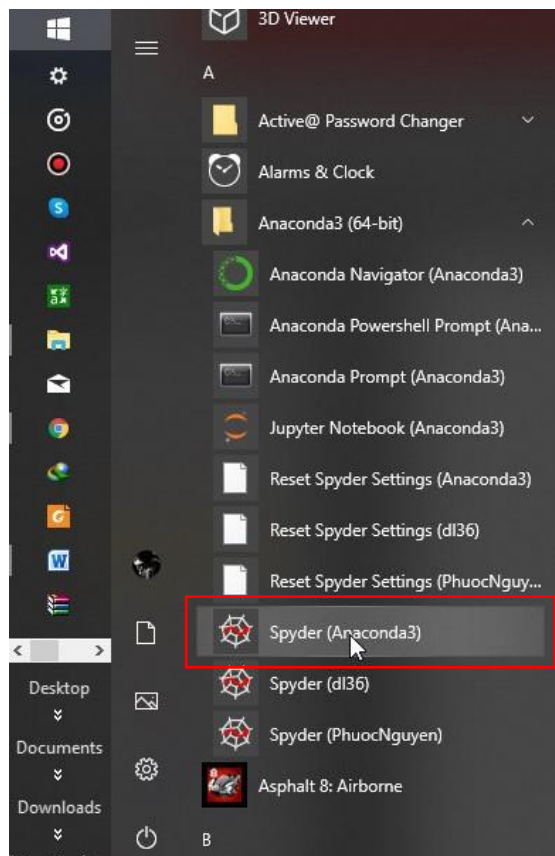 3D Viewer
A
Active@ Password Changer
Alarms & Clock
Anaconda3 (64-bit)
Anaconda Navigator (Anaconda3)
Anaconda Powershell Prompt (Ana...
Anaconda Prompt (Anaconda3)
Jupyter Notebook (Anaconda3)
Reset Spyder Settings (Anaconda3)
Reset Spyder Settings (dl36)
Reset Spyder Settings (PhuocNguy...
Spyder (Anaconda3)
Spyder (dl36)
Spyder (PhuocNguyen)
Asphalt 8: Airborne
B
Desktop
Documents
Downloads